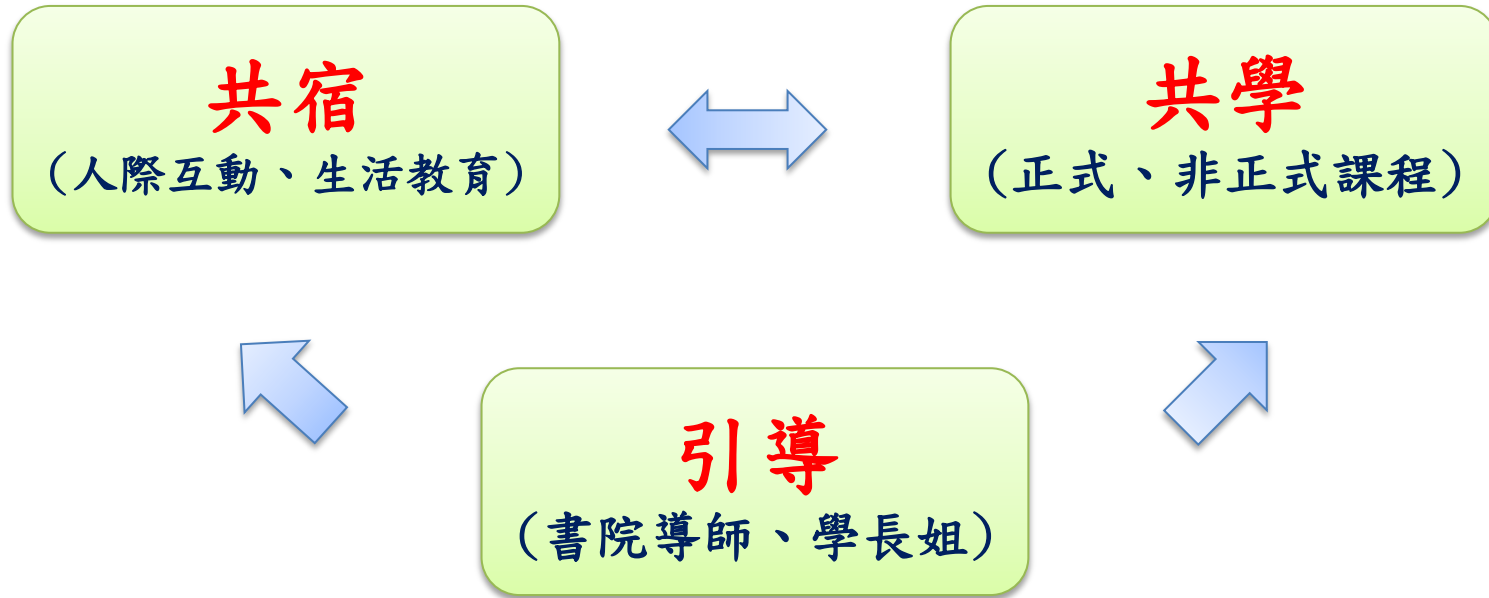 共宿
（人際互動、生活教育）
共學
（正式、非正式課程）
引導
（書院導師、學長姐）